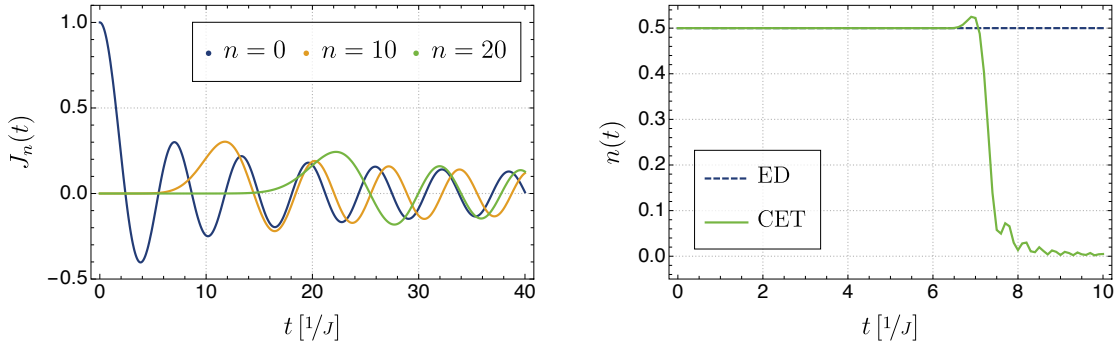 1.0
0.5
0.0
−0.5
J_n(t)
n = 0 n = 10 n = 20
0 10 20 30 40
t [1/J]
0.5
0.4
0.3
0.2
0.1
0.0
n(t)
ED
CET
0 2 4 6 8 10
t [1/J]